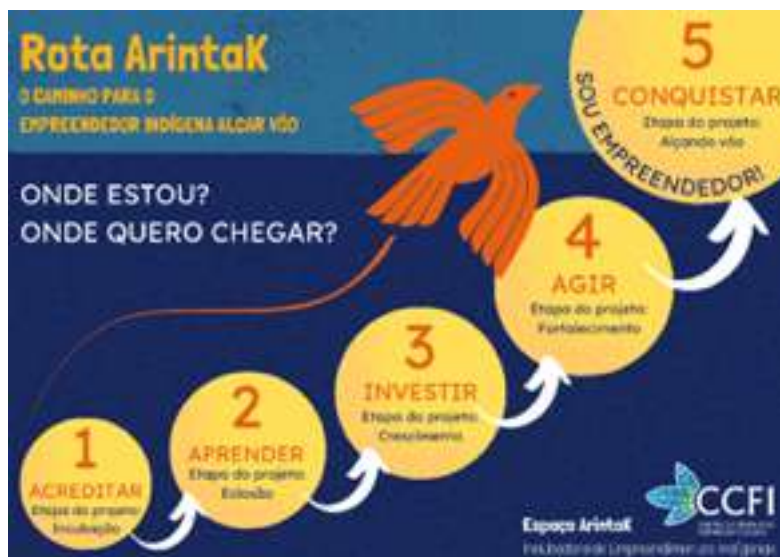 Rota ArintaK
O CAMINHO PARA O
EMPREENDEDOR INDÍGENA ALÇAR VÔO
ONDE ESTOU?
ONDE QUERO CHEGAR?
1
ACREDITAR
Etapa do projeto:
Incubação
2
APRENDER
Etapa do projeto:
Eclosão
3
INVESTIR
Etapa do projeto:
Crescimento
4
AGIR
Etapa do projeto:
Fortalecimento
5
CONQUISTAR
Etapa do projeto:
Alçando vôo
SOU EMPREENDEDOR!
Espaço ArintaK
CCFI